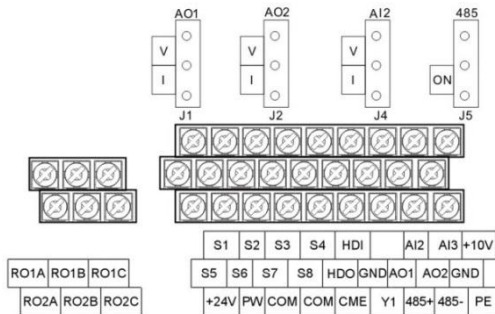 AO1 AO2 AI2 485
V V V
I I I ON
J1 J2 J4 J5
S1 S2 S3 S4 HDI AI2 AI3 +10V
RO1A RO1B RO1C S5 S6 S7 S8 HDO GND AO1 AO2 GND
RO2A RO2B RO2C +24V PW COM COM CME Y1 485+ 485- PE